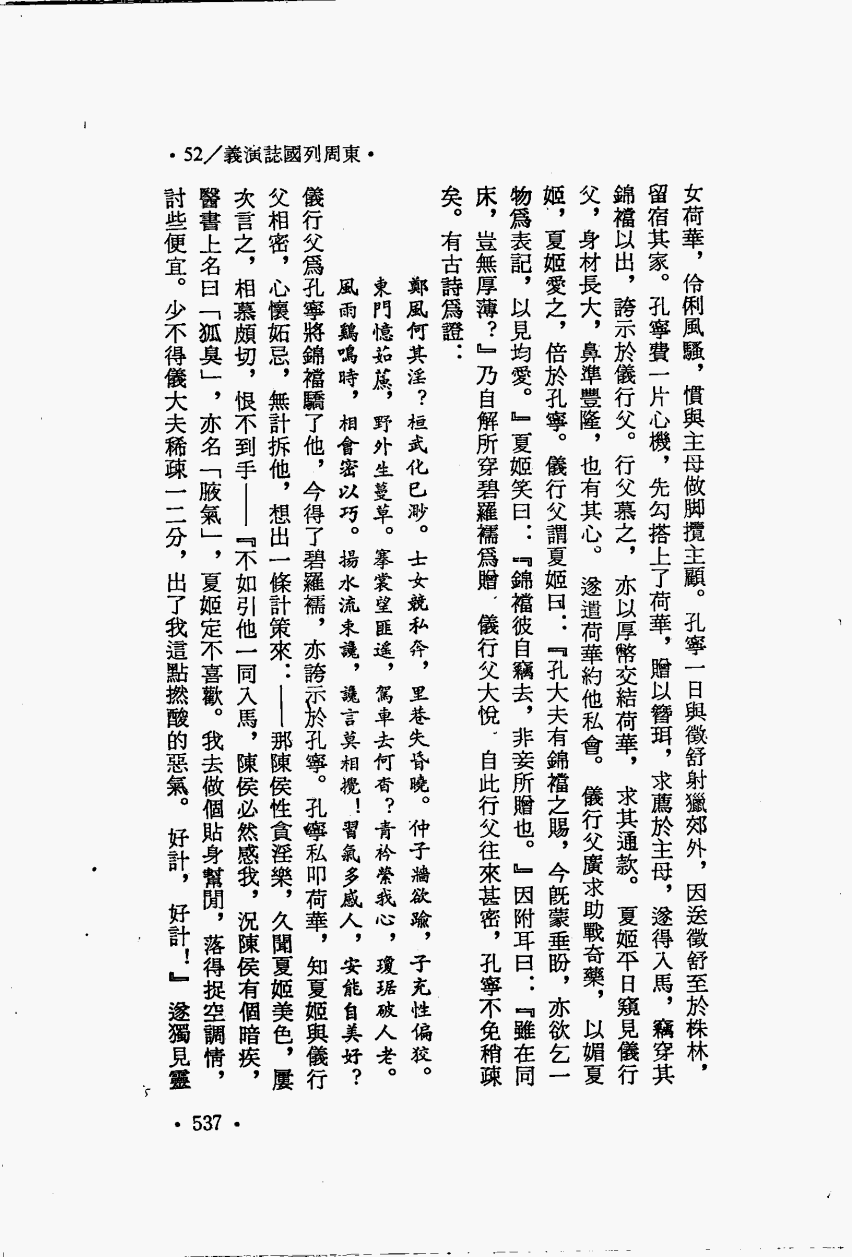 ·東周列國誌演義/52·
女荷華，伶俐風騷，慣與主母做脚攬主顧。孔寧一日與徵舒射獵郊外，因送徵舒至於株林，
留宿其家。孔寧費一片心機，先勾搭上了荷華，贈以簪珥，求薦於主母，遂得入馬，竊穿其
錦襠以出，誇示於儀行父。行父慕之，亦以厚幣交結荷華，求其通款。夏姬平日窺見儀行
父，身材長大，鼻準豐隆，也有其心。遂遣荷華約他私會。儀行父廣求助戰奇藥，以媚夏
姬，夏姬愛之，倍於孔寧。儀行父謂夏姬曰：『孔大夫有錦襠之賜，今既蒙垂盼，亦欲乞一
物爲表記，以見均愛。』夏姬笑曰：『錦襠彼自竊去，非妾所贈也。』因附耳曰：『雖在同
床，豈無厚薄？』乃自解所穿碧羅襦爲贈。儀行父大悅。自此行父往來甚密，孔寧不免稍疎
矣。有古詩爲證：
鄭風何其淫？桓武化已渺。士女競私奔，里巷失昏曉。仲子牆欲踰，子充性偏狡。
東門憶茹藘，野外生蔓草。搴裳望匪遙，駕車去何杳？青衿縈我心，瓊琚破人老。
風雨鷄鳴時，相會密以巧。揚水流束讒，讒言莫相攪！習氣多感人，安能自美好？
儀行父爲孔寧將錦襠驕了他，今得了碧羅襦，亦誇示於孔寧。孔寧私叩荷華，知夏姬與儀行
父相密，心懷妬忌，無計拆他，想出一條計策來：——那陳侯性貪淫樂，久聞夏姬美色，屢
次言之，相慕頗切，恨不到手——『不如引他一同入馬，陳侯必然感我，況陳侯有個暗疾，
醫書上名曰「狐臭」，亦名「腋氣」，夏姬定不喜歡。我去做個貼身幫閒，落得捉空調情，
討些便宜。少不得儀大夫稀疎一二分，出了我這點撚酸的惡氣。好計，好計！』遂獨見靈
·537·